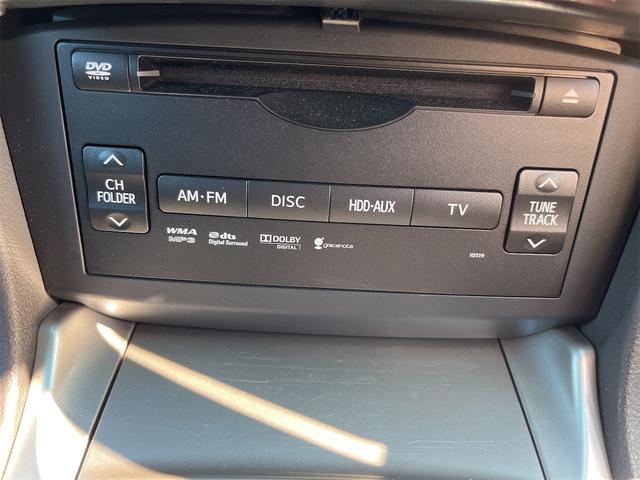 DVD
VIDEO
CH
FOLDER
AM·FM
DISC
HDD·AUX
TV
TUNE
TRACK
WMA
MP3
dts
Digital Surround
DOLBY
DIGITAL
gracenote
10519